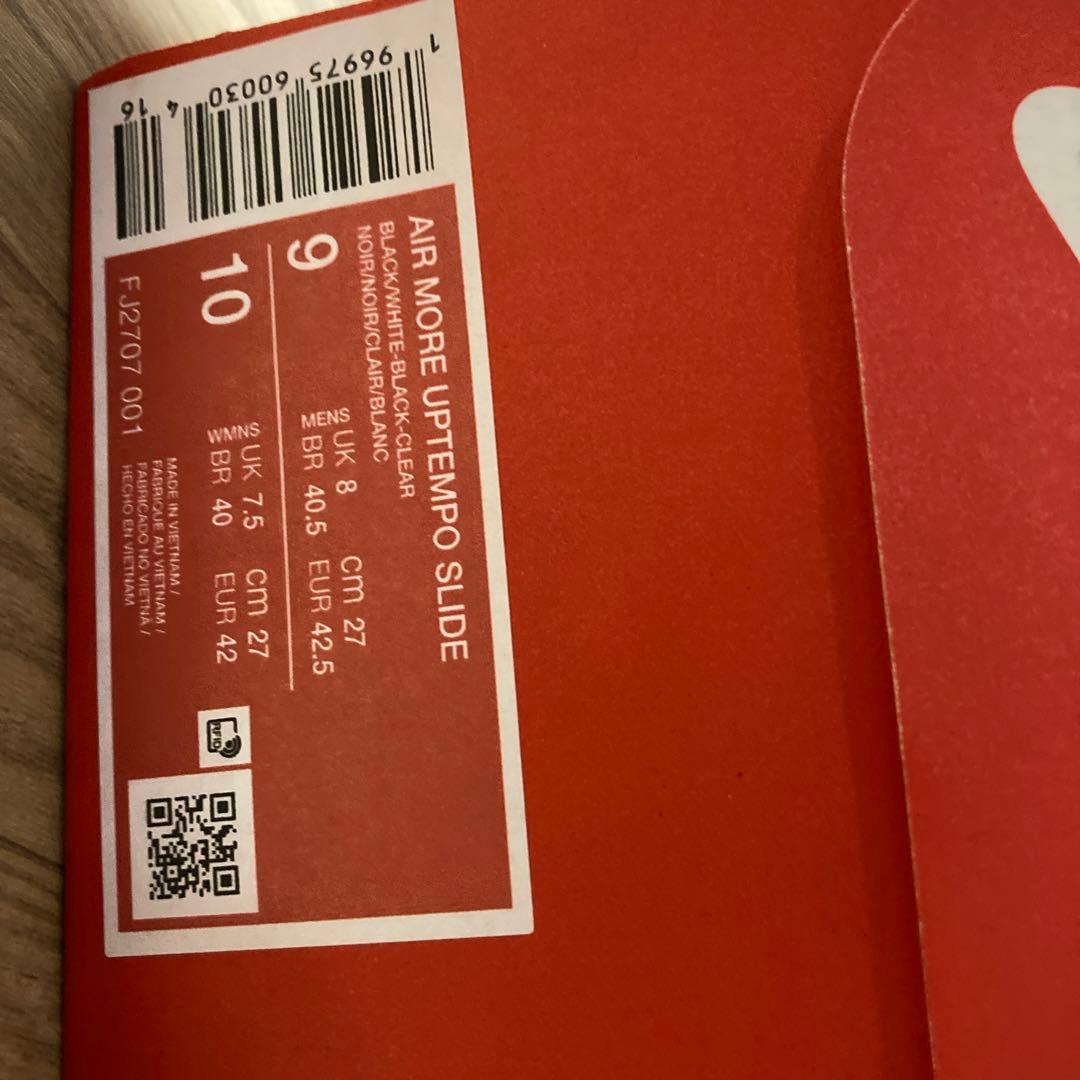 1 96975 60030 4 16
AIR MORE UPTEMPO SLIDE
BLACK/WHITE-BLACK-CLEAR
NOIR/NOIR/CLAIR/BLANC
9
MENS
UK 8 cm 27
BR 40.5 EUR 42.5
10
WMNS
UK 7.5 cm 27
BR 40 EUR 42
MADE IN VIETNAM /
FABRIQUE AU VIETNAM /
FABRICADO NO VIETNÃ /
HECHO EN VIETNAM
FJ2707 001
RFID